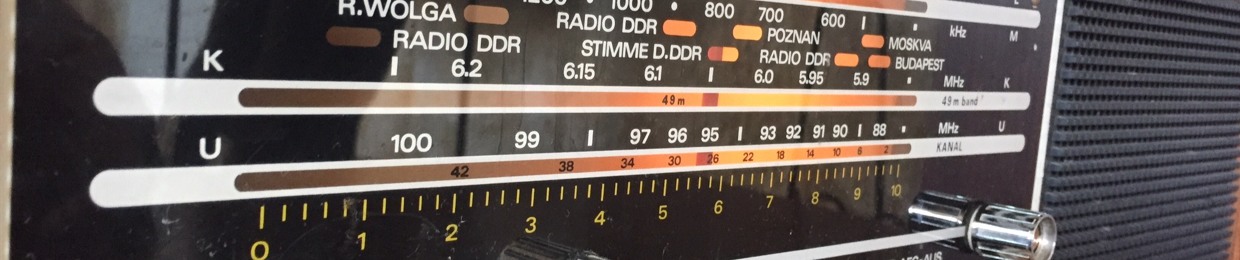 R.WOLGA 1000 800 700 600
RADIO DDR POZNAN kHz M
RADIO DDR STIMME D.DDR RADIO DDR MOSKVA
BUDAPEST
K 6.2 6.15 6.1 6.0 5.95 5.9 MHz K
49m 49m band
U 100 99 97 96 95 93 92 91 90 88 MHz U
42 38 34 30 26 22 18 14 10 6 2 KANAL
0 1 2 3 4 5 6 7 8 9 10